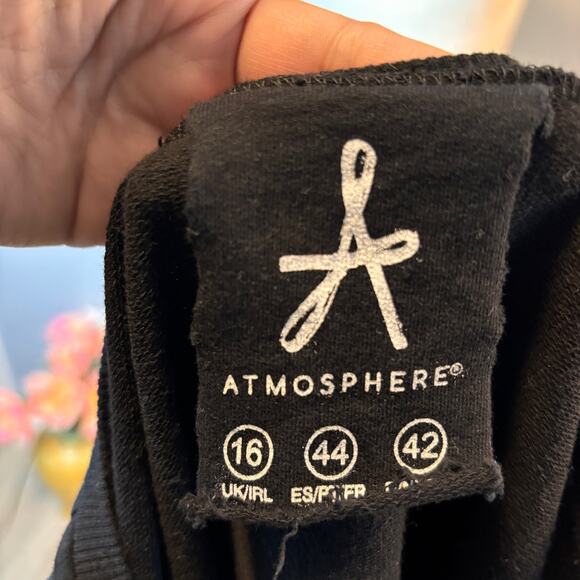 ATMOSPHERE®
16 44 42
UK/IRL ES/PT/FR